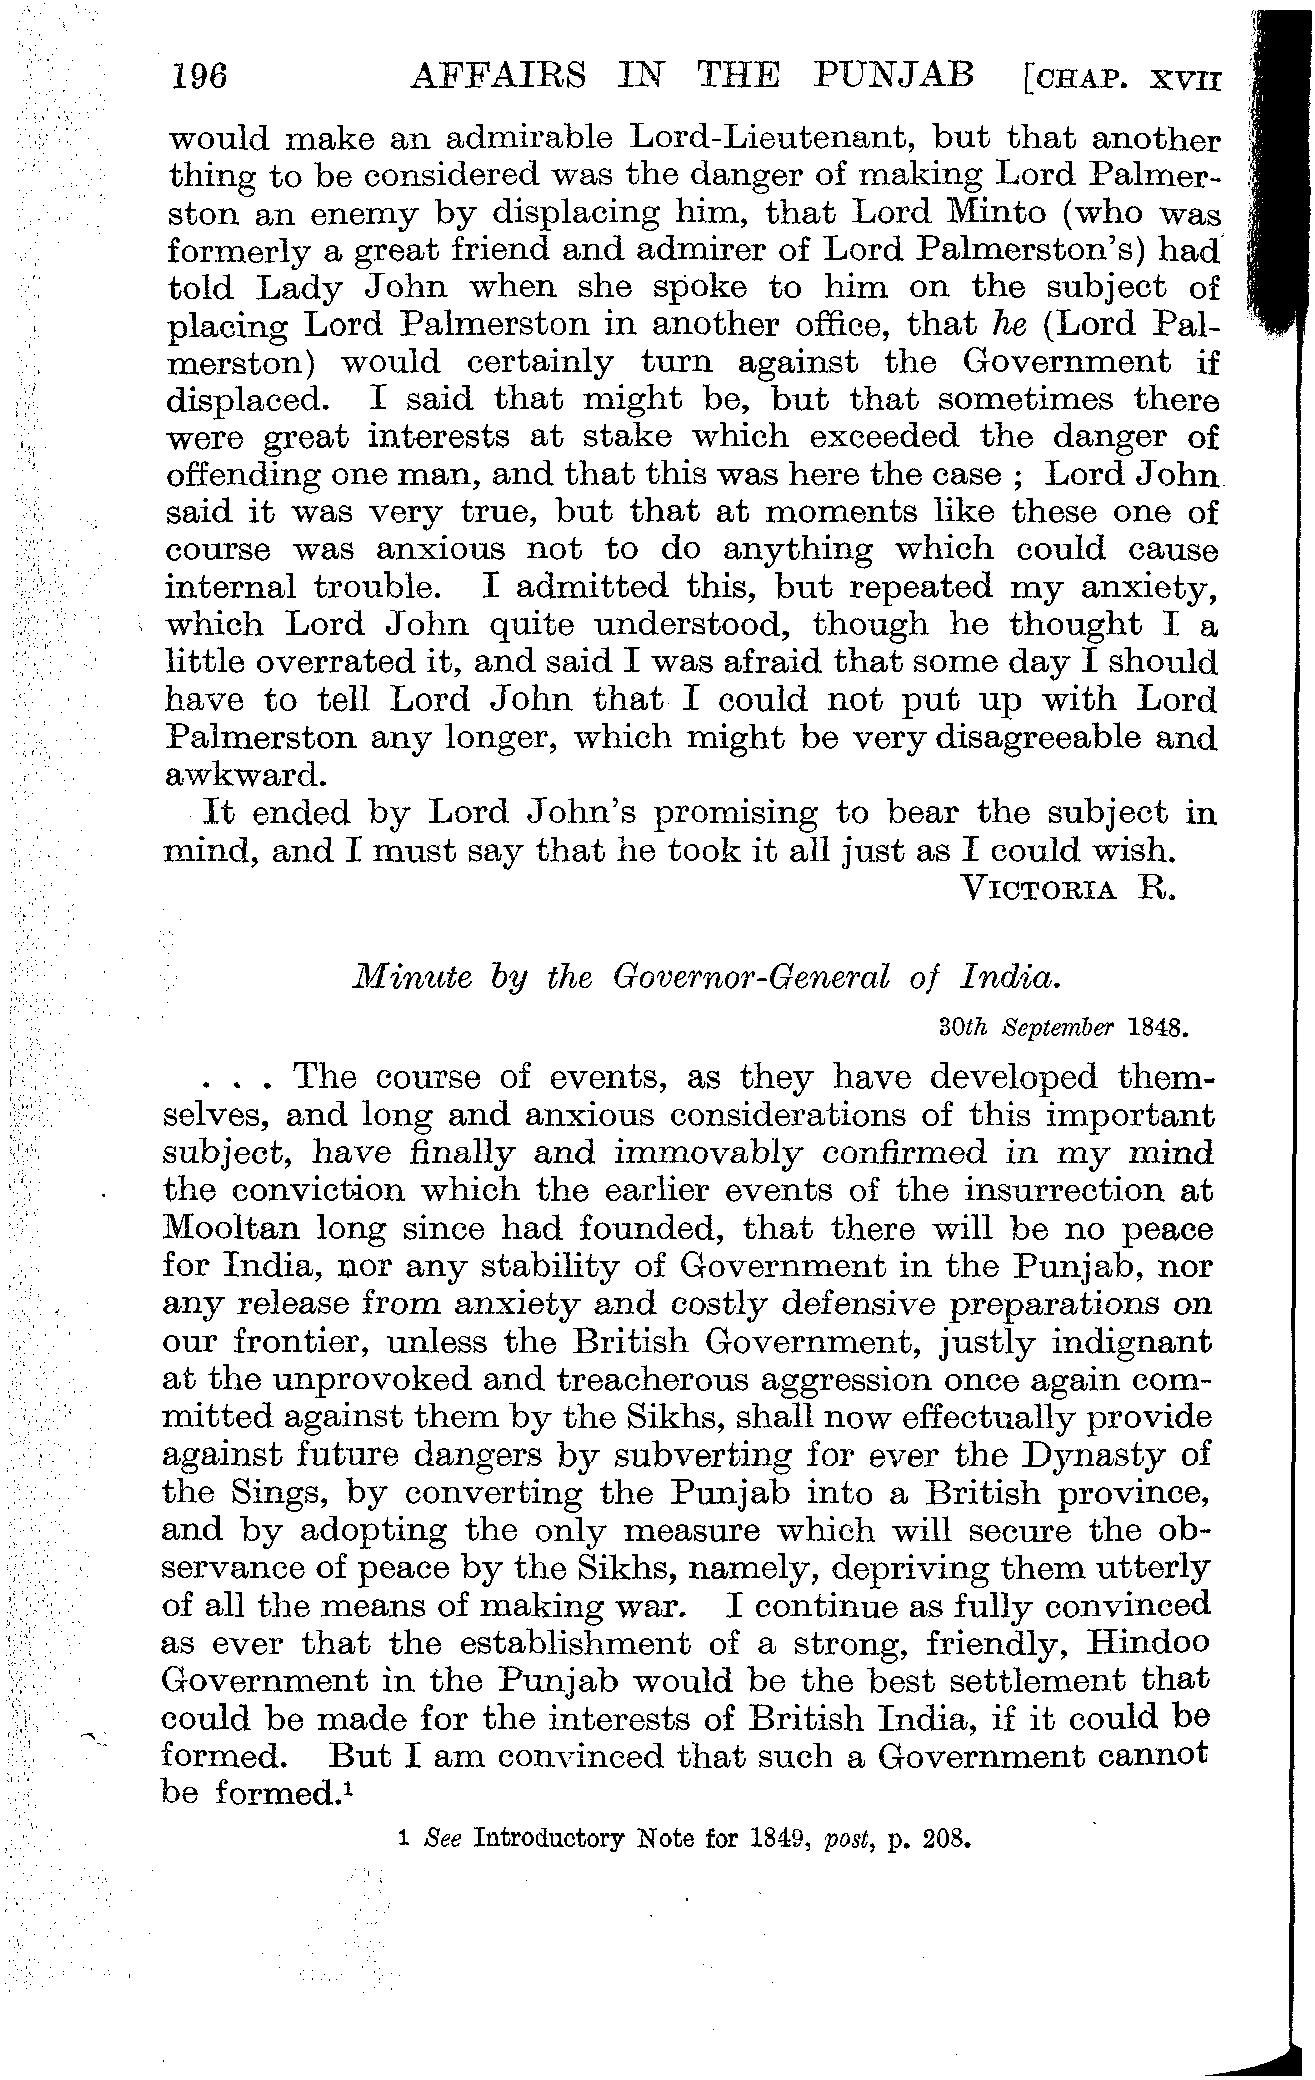 196 AFFAIRS IN THE PUNJAB [CHAP. XVII
would make an admirable Lord-Lieutenant, but that another
thing to be considered was the danger of making Lord Palmer-
ston an enemy by displacing him, that Lord Minto (who was
formerly a great friend and admirer of Lord Palmerston's) had
told Lady John when she spoke to him on the subject of
placing Lord Palmerston in another office, that he (Lord Pal-
merston) would certainly turn against the Government if
displaced. I said that might be, but that sometimes there
were great interests at stake which exceeded the danger of
offending one man, and that this was here the case ; Lord John
said it was very true, but that at moments like these one of
course was anxious not to do anything which could cause
internal trouble. I admitted this, but repeated my anxiety,
which Lord John quite understood, though he thought I a
little overrated it, and said I was afraid that some day I should
have to tell Lord John that I could not put up with Lord
Palmerston any longer, which might be very disagreeable and
awkward.
It ended by Lord John's promising to bear the subject in
mind, and I must say that he took it all just as I could wish.
VICTORIA R.
Minute by the Governor-General of India.
30th September 1848.
. . . The course of events, as they have developed them-
selves, and long and anxious considerations of this important
subject, have finally and immovably confirmed in my mind
the conviction which the earlier events of the insurrection at
Mooltan long since had founded, that there will be no peace
for India, nor any stability of Government in the Punjab, nor
any release from anxiety and costly defensive preparations on
our frontier, unless the British Government, justly indignant
at the unprovoked and treacherous aggression once again com-
mitted against them by the Sikhs, shall now effectually provide
against future dangers by subverting for ever the Dynasty of
the Sings, by converting the Punjab into a British province,
and by adopting the only measure which will secure the ob-
servance of peace by the Sikhs, namely, depriving them utterly
of all the means of making war. I continue as fully convinced
as ever that the establishment of a strong, friendly, Hindoo
Government in the Punjab would be the best settlement that
could be made for the interests of British India, if it could be
formed. But I am convinced that such a Government cannot
be formed.¹
1 See Introductory Note for 1849, post, p. 208.